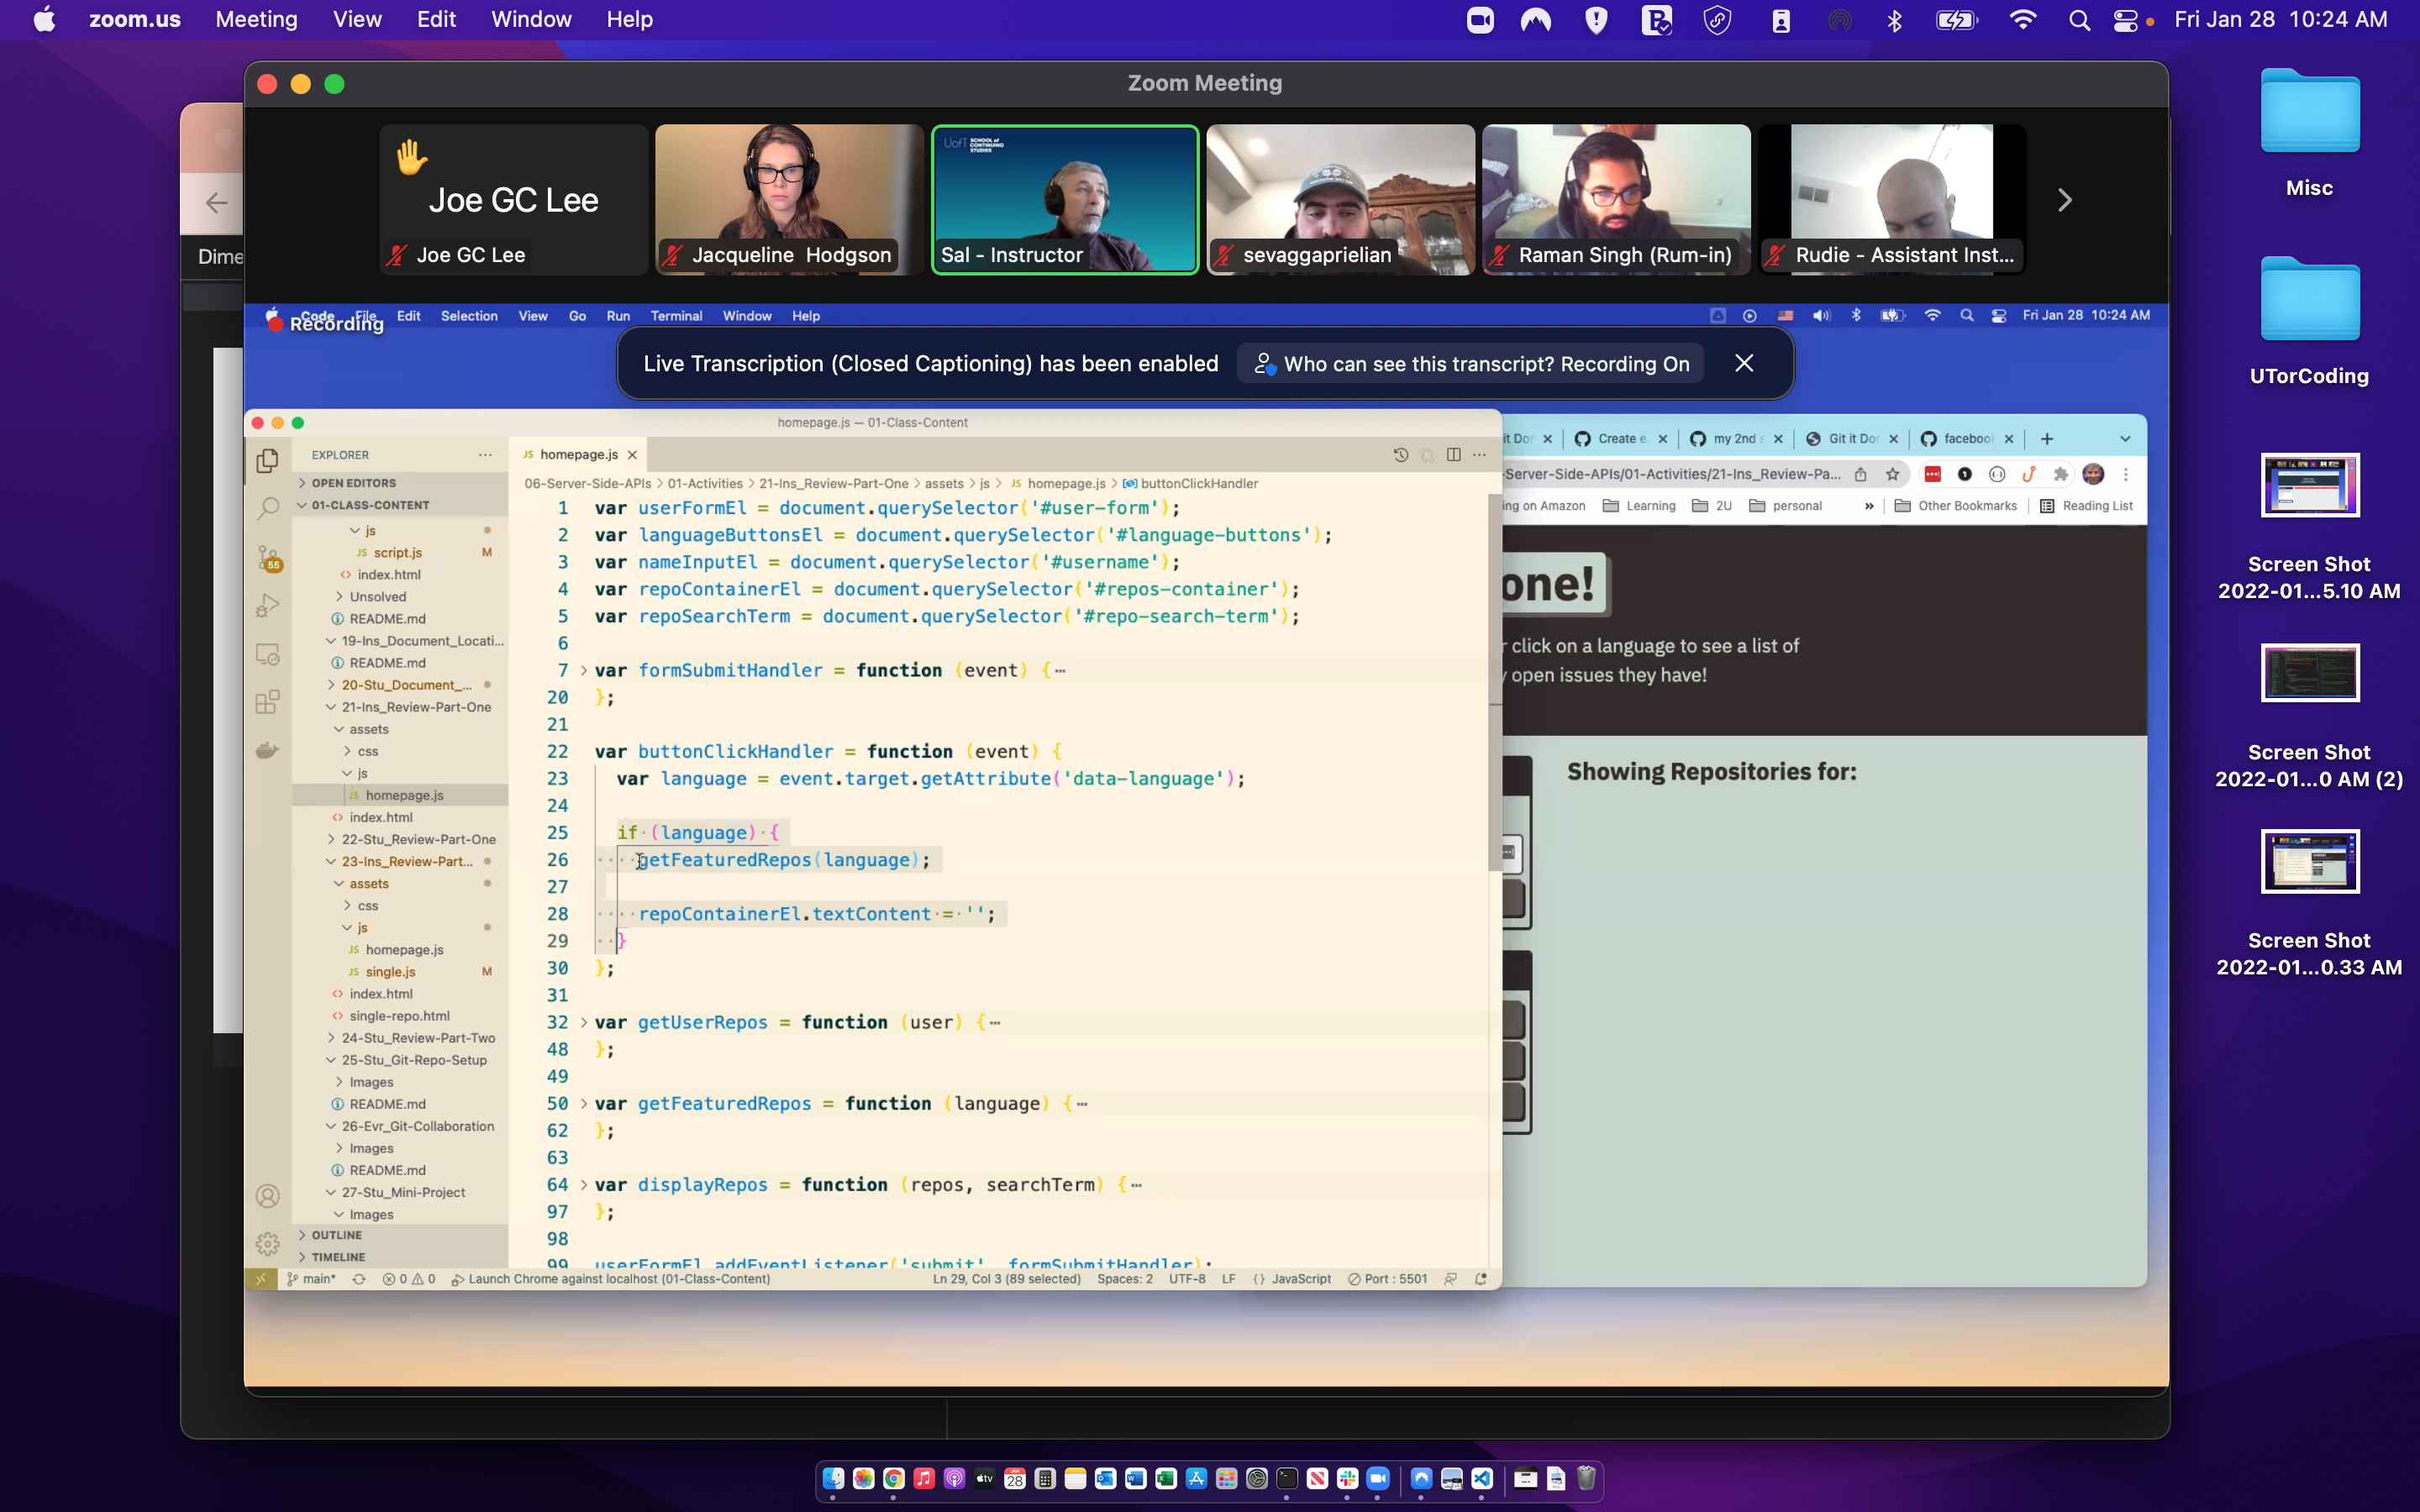 zoom.us Meeting View Edit Window Help
Fri Jan 28 10:24 AM
Zoom Meeting
Joe GC Lee
Joe GC Lee
Jacqueline Hodgson
UofT SCHOOL of CONTINUING STUDIES
Sal - Instructor
sevaggaprielian
Raman Singh (Rum-in)
Rudie - Assistant Inst...
Code File Edit Selection View Go Run Terminal Window Help
Recording
Fri Jan 28 10:24 AM
Live Transcription (Closed Captioning) has been enabled
Who can see this transcript? Recording On
homepage.js — 01-Class-Content
EXPLORER
OPEN EDITORS
01-CLASS-CONTENT
js
script.js M
index.html
Unsolved
README.md
19-Ins_Document_Locati...
README.md
20-Stu_Document_...
21-Ins_Review-Part-One
assets
css
js
homepage.js
index.html
22-Stu_Review-Part-One
23-Ins_Review-Part...
assets
css
js
homepage.js
single.js M
index.html
single-repo.html
24-Stu_Review-Part-Two
25-Stu_Git-Repo-Setup
Images
README.md
26-Evr_Git-Collaboration
Images
README.md
27-Stu_Mini-Project
Images
OUTLINE
TIMELINE
55
JS homepage.js
06-Server-Side-APIs > 01-Activities > 21-Ins_Review-Part-One > assets > js > JS homepage.js > buttonClickHandler
1 var userFormEl = document.querySelector('#user-form');
2 var languageButtonsEl = document.querySelector('#language-buttons');
3 var nameInputEl = document.querySelector('#username');
4 var repoContainerEl = document.querySelector('#repos-container');
5 var repoSearchTerm = document.querySelector('#repo-search-term');
6
7 var formSubmitHandler = function (event) {…
20 };
21
22 var buttonClickHandler = function (event) {
23 var language = event.target.getAttribute('data-language');
24
25 if (language) {
26 getFeaturedRepos(language);
27
28 repoContainerEl.textContent = '';
29 }
30 };
31
32 var getUserRepos = function (user) {…
48 };
49
50 var getFeaturedRepos = function (language) {…
62 };
63
64 var displayRepos = function (repos, searchTerm) {…
97 };
98
99 userFormEl.addEventListener('submit', formSubmitHandler);
main* 0 0 Launch Chrome against localhost (01-Class-Content) Ln 29, Col 3 (89 selected) Spaces: 2 UTF-8 LF {} JavaScript Port : 5501
it Dor Create e my 2nd Git it Dor faceboo
-Server-Side-APIs/01-Activities/21-Ins_Review-Pa...
ing on Amazon Learning 2U personal » Other Bookmarks Reading List
one!
r click on a language to see a list of
y open issues they have!
Showing Repositories for:
Dime
Misc
UTorCoding
Screen Shot
2022-01...5.10 AM
Screen Shot
2022-01...0 AM (2)
Screen Shot
2022-01...0.33 AM
tv
JAN
28